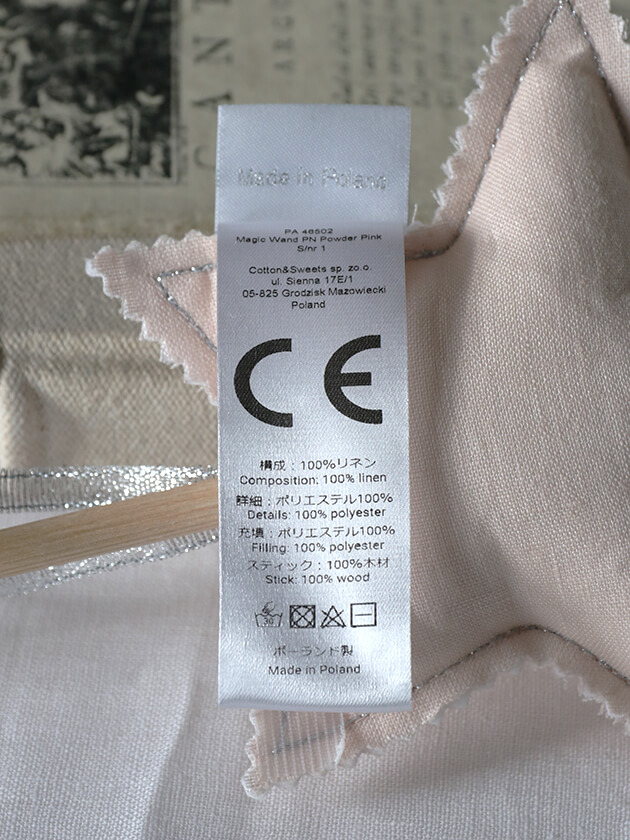 Made in Poland
PA 46502
Magic Wand PN Powder Pink
S/nr 1
Cotton&Sweets sp. zo.o.
ul. Sienna 17E/1
05-825 Grodzisk Mazowiecki
Poland
CE
構成：100%リネン
Composition: 100% linen
詳細：ポリエステル100%
Details: 100% polyester
充填：ポリエステル100%
Filling: 100% polyester
スティック：100%木材
Stick: 100% wood
30
ポーランド製
Made in Poland